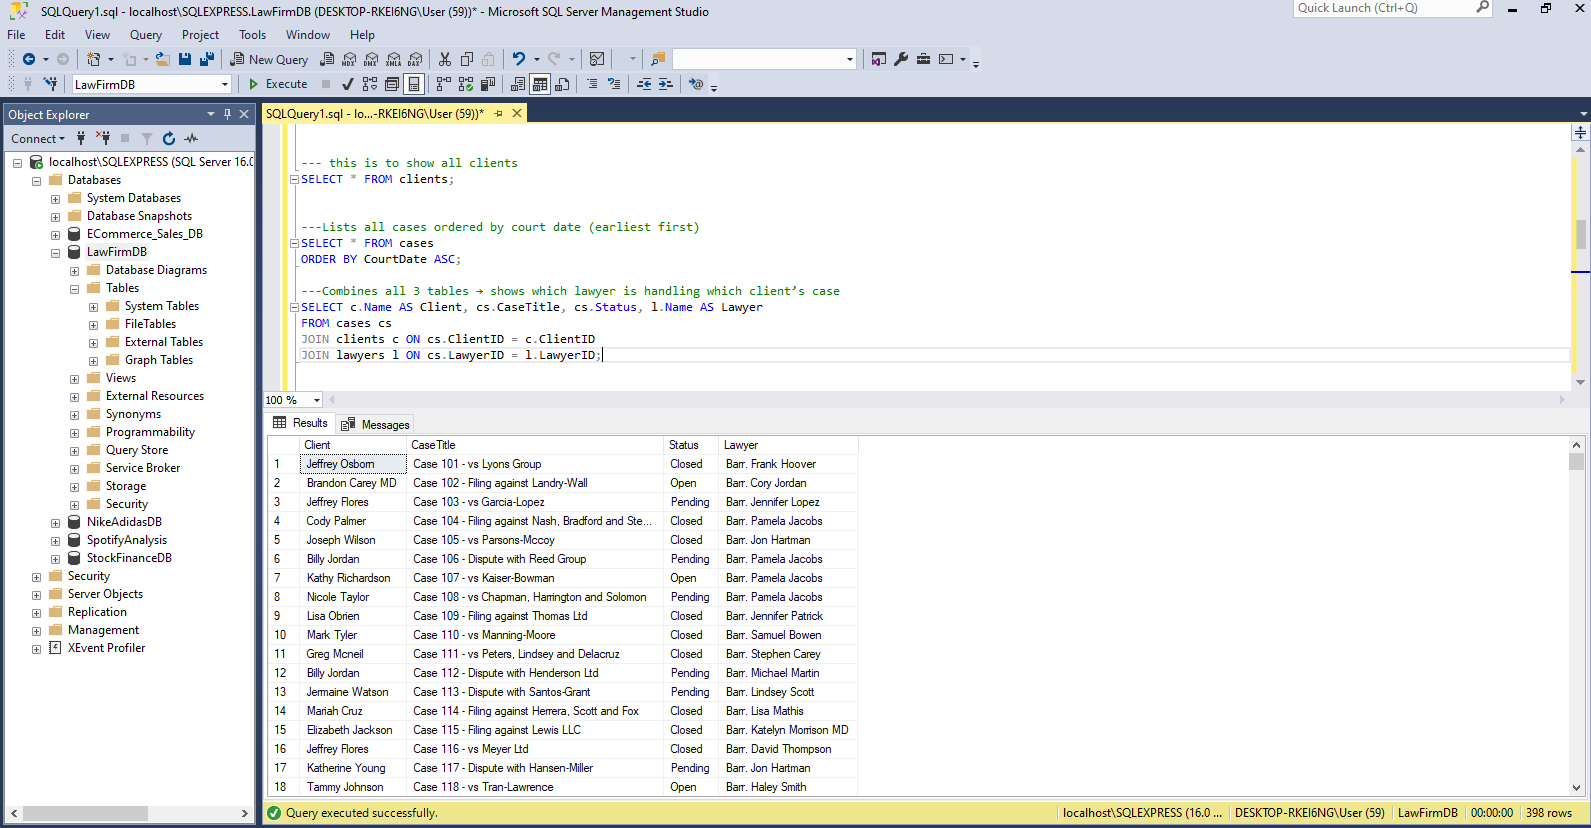 SQLQuery1.sql - localhost\SQLEXPRESS.LawFirmDB (DESKTOP-RKEI6NG\User (59))* - Microsoft SQL Server Management Studio
Quick Launch (Ctrl+Q)
File Edit View Query Project Tools Window Help
New Query MDX DMX XMLA DAX
LawFirmDB Execute
Object Explorer
Connect
localhost\SQLEXPRESS (SQL Server 16.0
Databases
System Databases
Database Snapshots
ECommerce_Sales_DB
LawFirmDB
Database Diagrams
Tables
System Tables
FileTables
External Tables
Graph Tables
Views
External Resources
Synonyms
Programmability
Query Store
Service Broker
Storage
Security
NikeAdidasDB
SpotifyAnalysis
StockFinanceDB
Security
Server Objects
Replication
Management
XEvent Profiler
SQLQuery1.sql - lo...-RKEI6NG\User (59))*
--- this is to show all clients
SELECT * FROM clients;
---Lists all cases ordered by court date (earliest first)
SELECT * FROM cases
ORDER BY CourtDate ASC;
---Combines all 3 tables → shows which lawyer is handling which client’s case
SELECT c.Name AS Client, cs.CaseTitle, cs.Status, l.Name AS Lawyer
FROM cases cs
JOIN clients c ON cs.ClientID = c.ClientID
JOIN lawyers l ON cs.LawyerID = l.LawyerID;
100 %
Results Messages
Client CaseTitle Status Lawyer
1 Jeffrey Osborn Case 101 - vs Lyons Group Closed Barr. Frank Hoover
2 Brandon Carey MD Case 102 - Filing against Landry-Wall Open Barr. Cory Jordan
3 Jeffrey Flores Case 103 - vs Garcia-Lopez Pending Barr. Jennifer Lopez
4 Cody Palmer Case 104 - Filing against Nash, Bradford and Ste... Closed Barr. Pamela Jacobs
5 Joseph Wilson Case 105 - vs Parsons-Mccoy Closed Barr. Jon Hartman
6 Billy Jordan Case 106 - Dispute with Reed Group Pending Barr. Pamela Jacobs
7 Kathy Richardson Case 107 - vs Kaiser-Bowman Open Barr. Pamela Jacobs
8 Nicole Taylor Case 108 - vs Chapman, Harrington and Solomon Pending Barr. Pamela Jacobs
9 Lisa Obrien Case 109 - Filing against Thomas Ltd Closed Barr. Jennifer Patrick
10 Mark Tyler Case 110 - vs Manning-Moore Closed Barr. Samuel Bowen
11 Greg Mcneil Case 111 - vs Peters, Lindsey and Delacruz Closed Barr. Stephen Carey
12 Billy Jordan Case 112 - Dispute with Henderson Ltd Pending Barr. Michael Martin
13 Jermaine Watson Case 113 - Dispute with Santos-Grant Pending Barr. Lindsey Scott
14 Mariah Cruz Case 114 - Filing against Herrera, Scott and Fox Closed Barr. Lisa Mathis
15 Elizabeth Jackson Case 115 - Filing against Lewis LLC Closed Barr. Katelyn Morrison MD
16 Jeffrey Flores Case 116 - vs Meyer Ltd Closed Barr. David Thompson
17 Katherine Young Case 117 - Dispute with Hansen-Miller Pending Barr. Jon Hartman
18 Tammy Johnson Case 118 - vs Tran-Lawrence Open Barr. Haley Smith
Query executed successfully. localhost\SQLEXPRESS (16.0 ... DESKTOP-RKEI6NG\User (59) LawFirmDB 00:00:00 398 rows